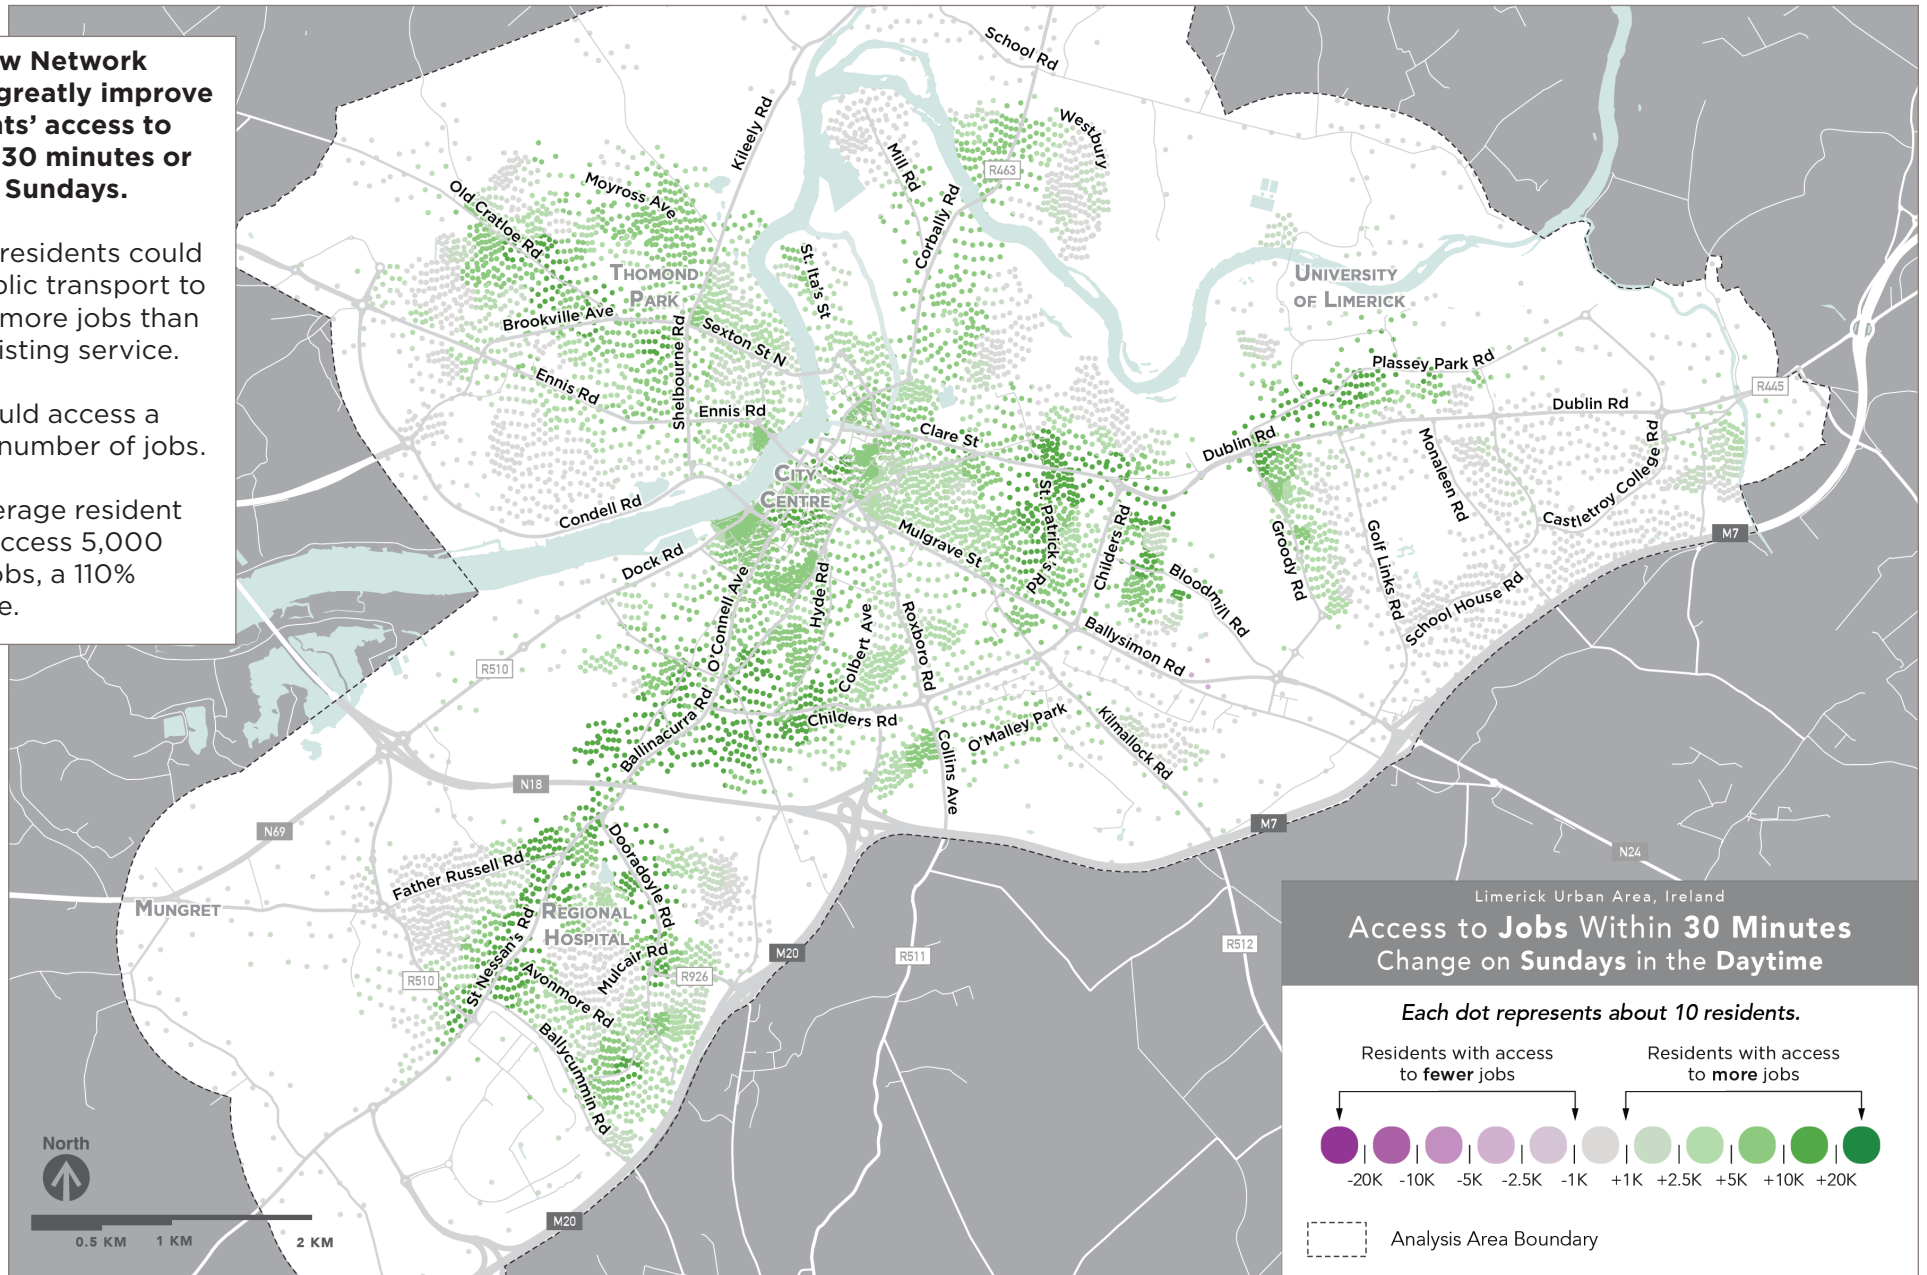 w Network
greatly improve
nts' access to
30 minutes or
Sundays.
residents could
blic transport to
more jobs than
isting service.
uld access a
number of jobs.
erage resident
ccess 5,000
obs, a 110%
e.
School Rd
Kileely Rd
Westbury
Mill Rd
R463
Moyross Ave
Old Cratloe Rd
Corbally Rd
St. Ita's St
THOMOND
PARK
UNIVERSITY
OF LIMERICK
Brookville Ave
Sexton St N
Shelbourne Rd
Plassey Park Rd
Ennis Rd
Ennis Rd
R445
Dublin Rd
Dublin Rd
Clare St
Monaleen Rd
Castletroy College Rd
CITY
CENTRE
St. Patrick's Rd
Condell Rd
Mulgrave St
Childers Rd
Groody Rd
Golf Links Rd
M7
Dock Rd
O'Connell Ave
Hyde Rd
Colbert Ave
Roxboro Rd
Bloodmill Rd
School House Rd
Ballysimon Rd
R510
Ballinacurra Rd
Childers Rd
O'Malley Park
Kilmallock Rd
Collins Ave
N18
N69
M7
N24
Father Russell Rd
Dooradoyle Rd
MUNGRET
REGIONAL
HOSPITAL
St Nessan's Rd
Mulcair Rd
M20
R511
R512
R510
R926
Avonmore Rd
Ballycummin Rd
North
0.5 KM
1 KM
2 KM
M20
Limerick Urban Area, Ireland
Access to Jobs Within 30 Minutes
Change on Sundays in the Daytime
Each dot represents about 10 residents.
Residents with access
to fewer jobs
Residents with access
to more jobs
-20K -10K -5K -2.5K -1K +1K +2.5K +5K +10K +20K
Analysis Area Boundary